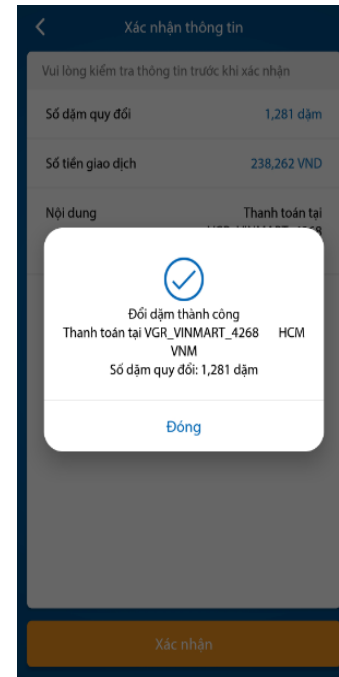 Xác nhận thông tin
Vui lòng kiểm tra thông tin trước khi xác nhận
Số dặm quy đổi 1,281 dặm
Số tiền giao dịch 238,262 VND
Nội dung Thanh toán tại
Đổi dặm thành công
Thanh toán tại VGR_VINMART_4268 HCM
VNM
Số dặm quy đổi: 1,281 dặm
Đóng
Xác nhận